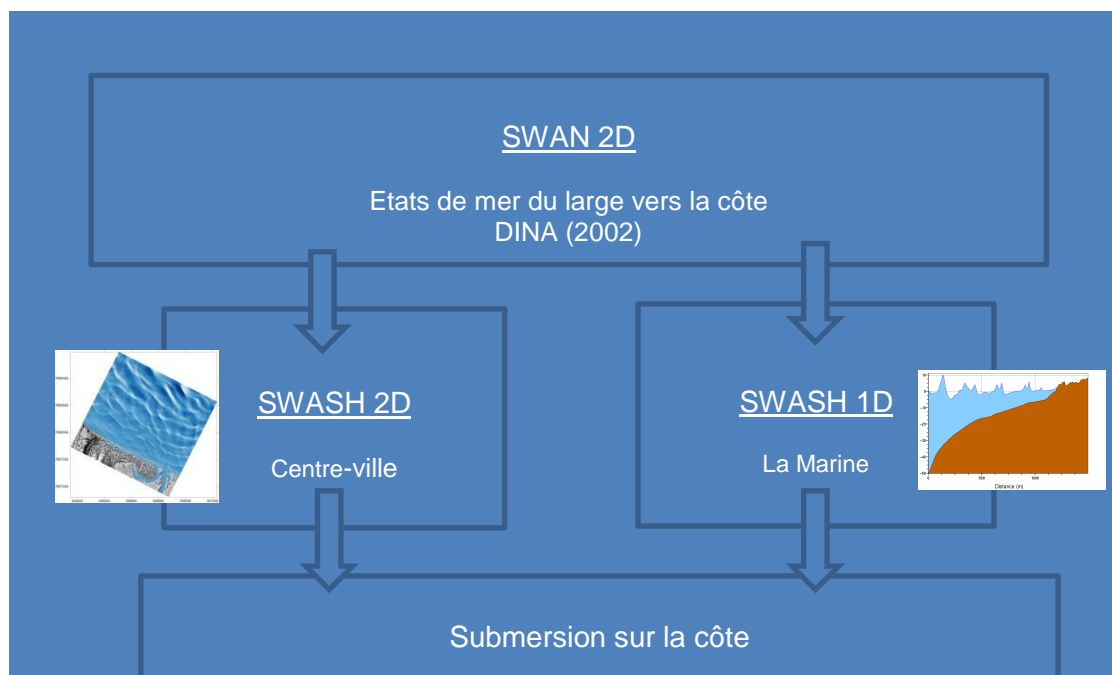 SWAN 2D
Etats de mer du large vers la côte
DINA (2002)
SWASH 2D
Centre-ville
SWASH 1D
La Marine
Distance (m)
Submersion sur la côte